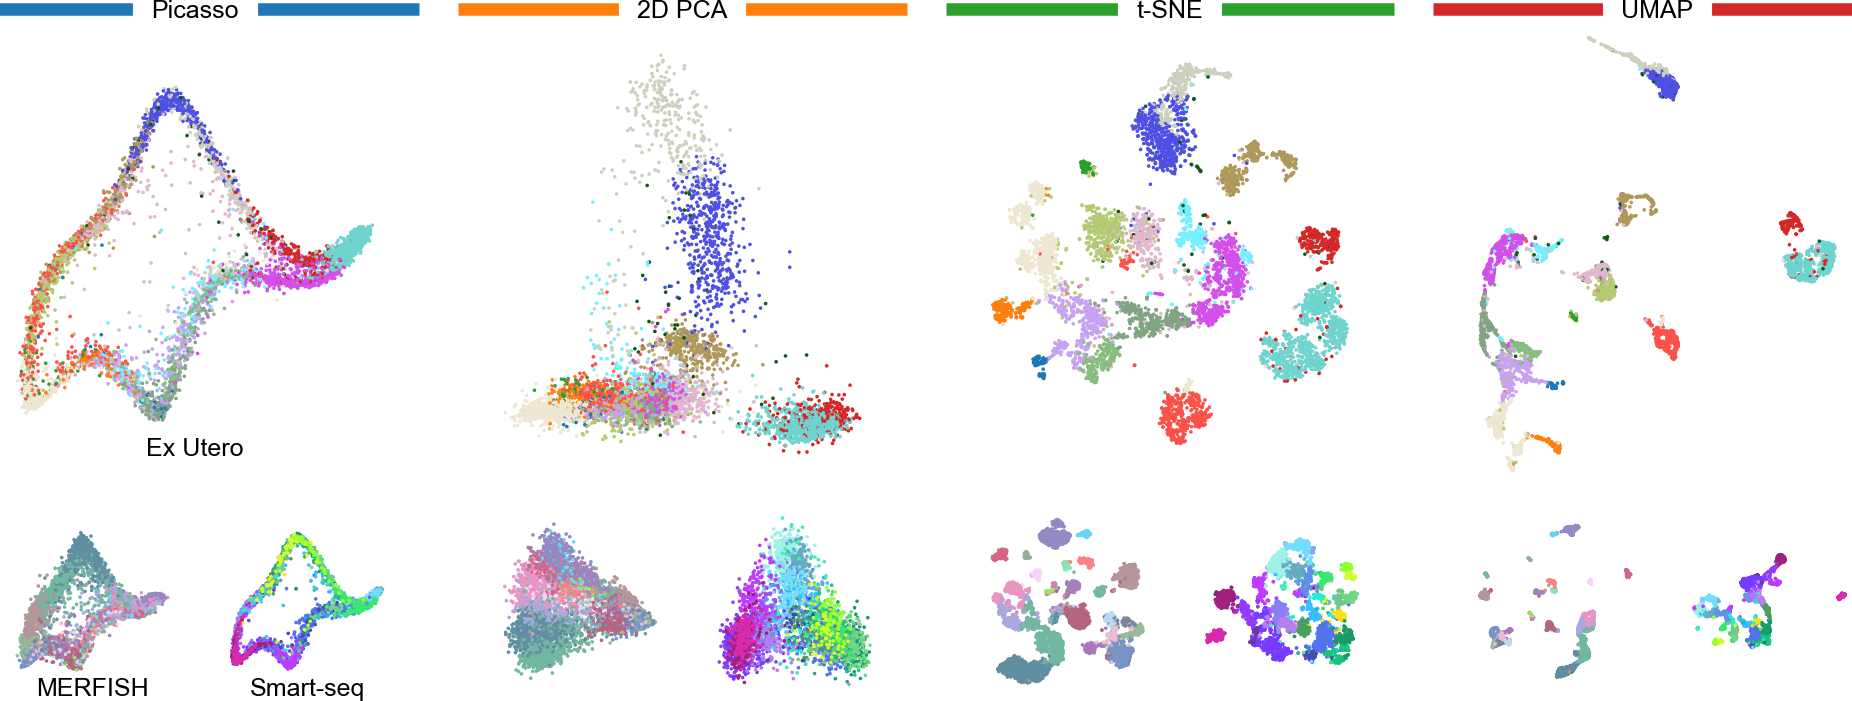 Picasso
2D PCA
t-SNE
UMAP
Ex Utero
MERFISH
Smart-seq